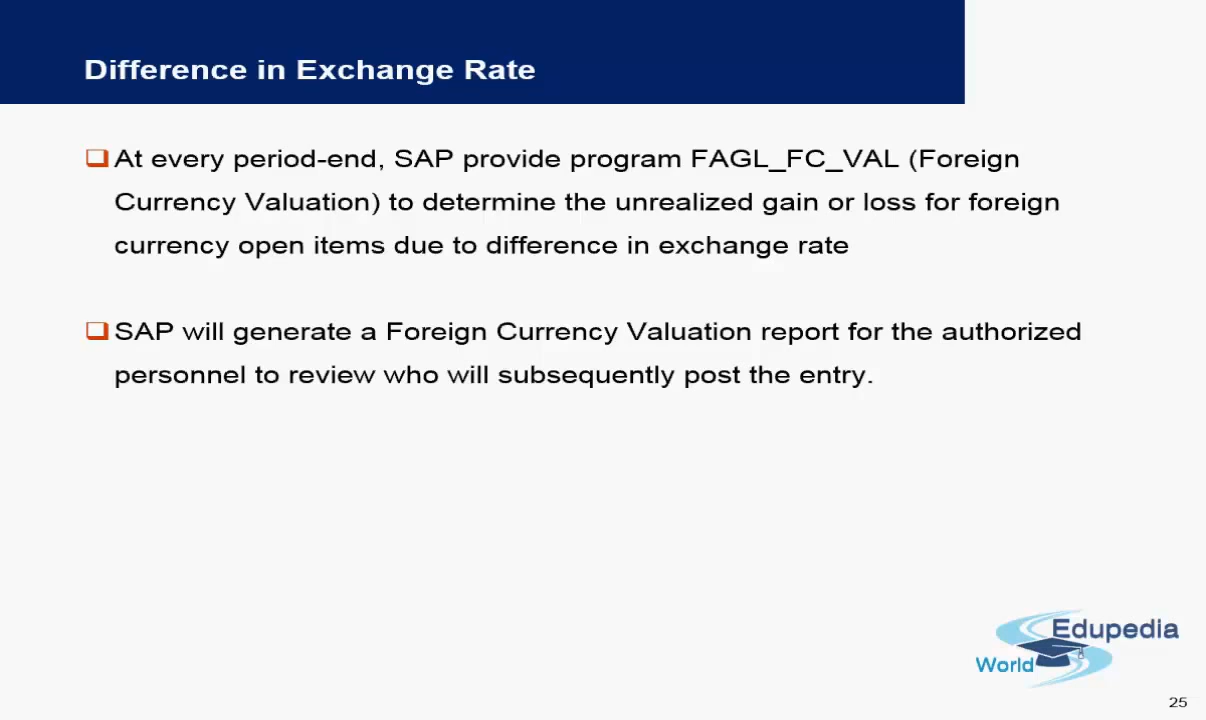 Difference in Exchange Rate
At every period-end, SAP provide program FAGL_FC_VAL (Foreign
Currency Valuation) to determine the unrealized gain or loss for foreign
currency open items due to difference in exchange rate
SAP will generate a Foreign Currency Valuation report for the authorized
personnel to review who will subsequently post the entry.
Edupedia
World
25